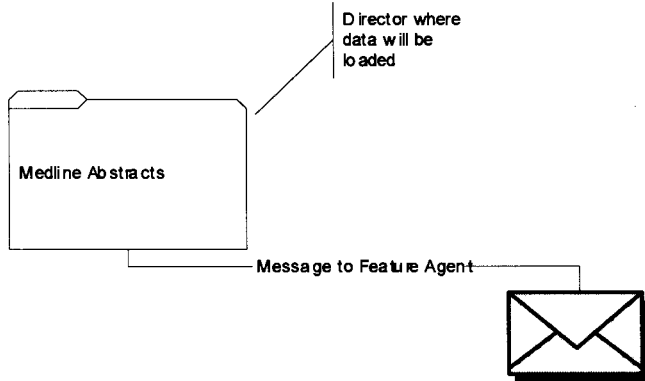 Director where
data will be
loaded
Medline Abstracts
Message to Feature Agent